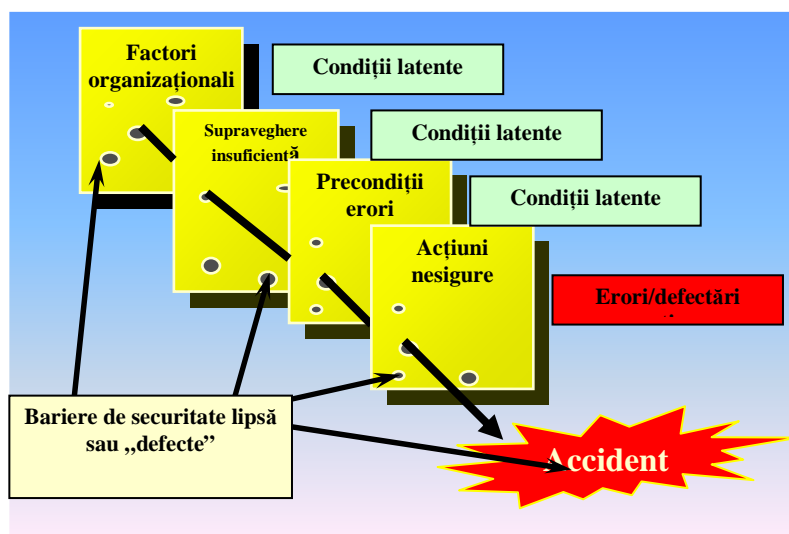 Factori
organizaționali
Condiții latente
Supraveghere
insuficientă
Condiții latente
Precondiții
erori
Condiții latente
Acțiuni
nesigure
Erori/defectări
Bariere de securitate lipsă
sau „defecte”
Accident